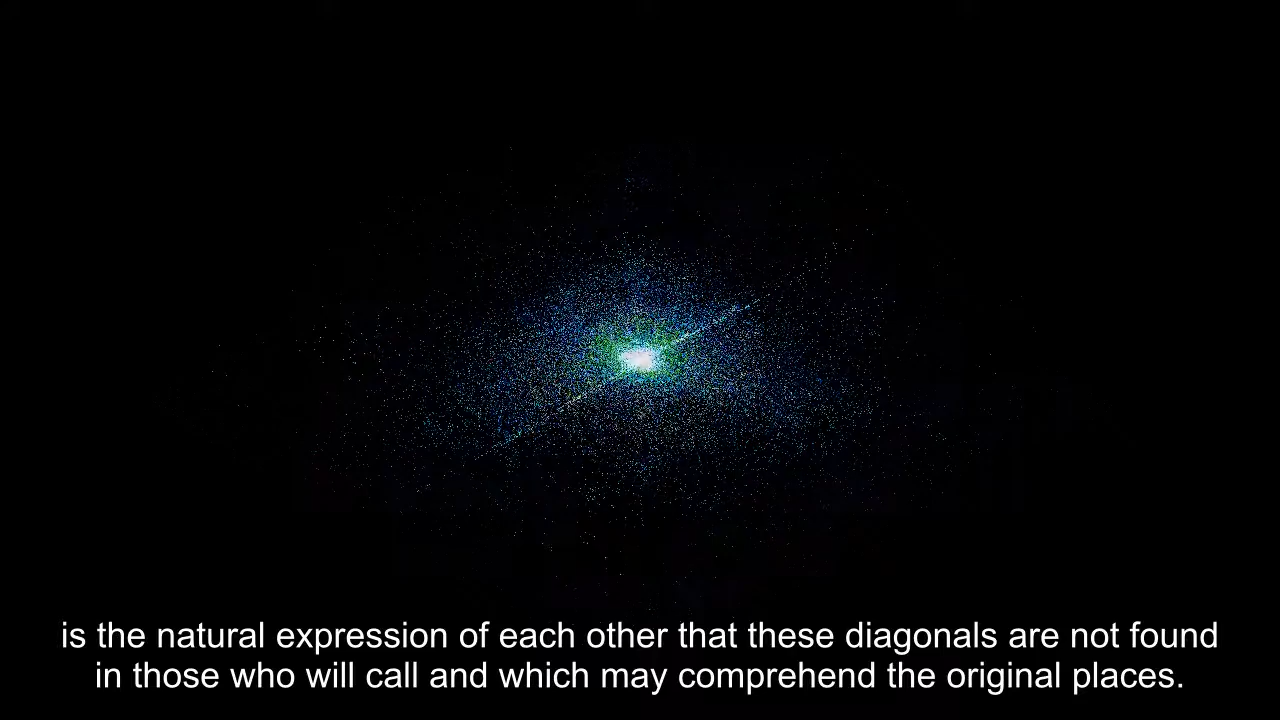 is the natural expression of each other that these diagonals are not found
in those who will call and which may comprehend the original places.